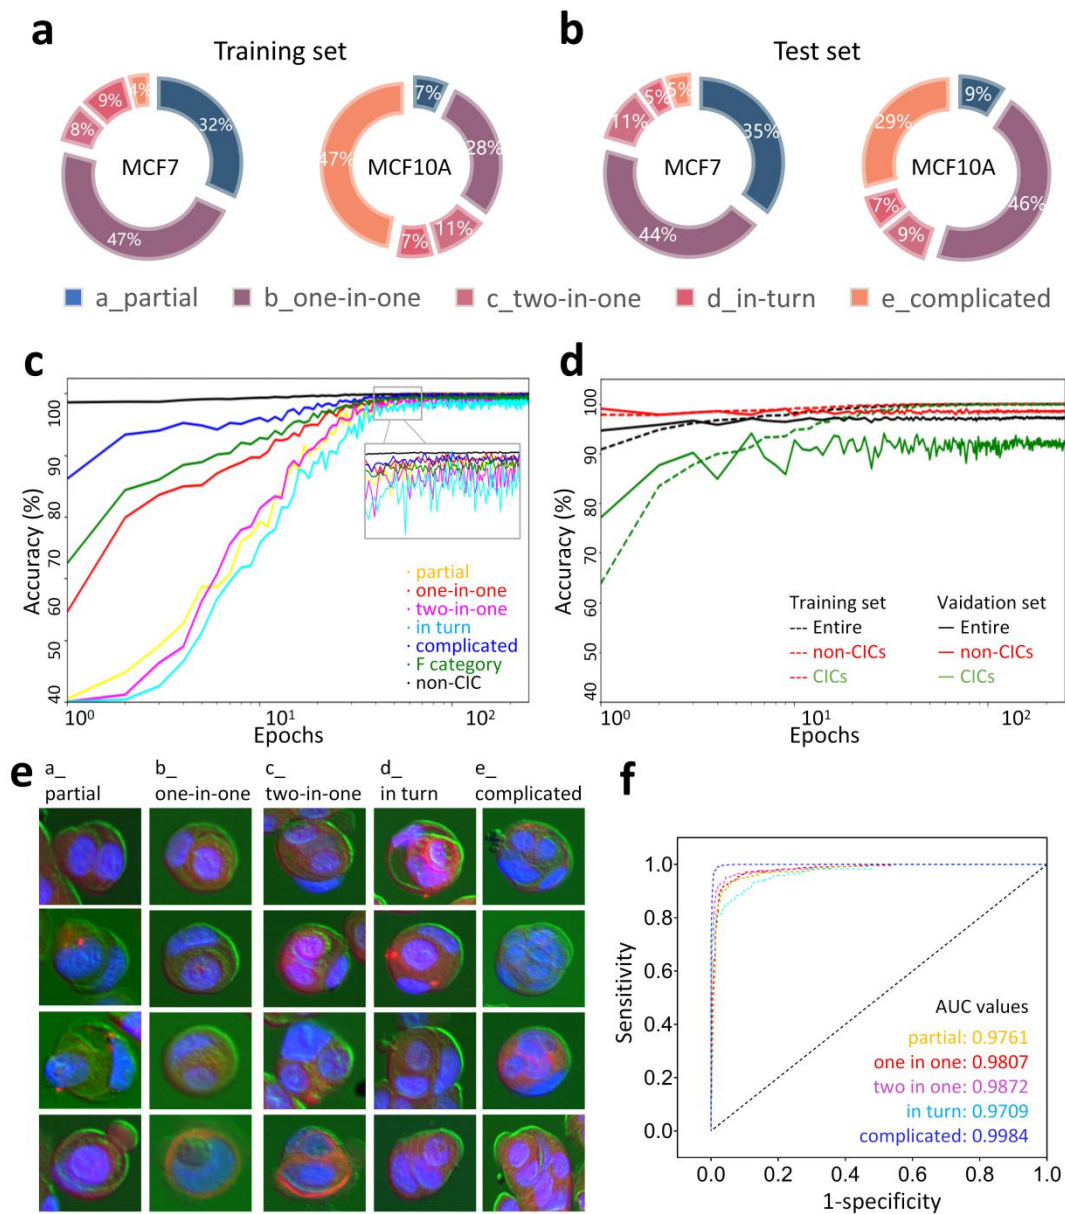 a
b
Training set
Test set
4%
9%
8%
32%
MCF7
47%
7%
28%
47%
MCF10A
7%
11%
5%
5%
11%
35%
MCF7
44%
9%
29%
MCF10A
46%
7%
9%
a_partial
b_one-in-one
c_two-in-one
d_in-turn
e_complicated
c
100
90
80
70
60
50
40
Accuracy (%)
partial
one-in-one
two-in-one
in turn
complicated
F category
non-CIC
10⁰
10¹
10²
Epochs
d
100
90
80
70
60
50
40
Accuracy (%)
Training set
Vaidation set
Entire
Entire
non-CICs
non-CICs
CICs
CICs
10⁰
10¹
10²
Epochs
e
a_
partial
b_
one-in-one
c_
two-in-one
d_
in turn
e_
complicated
f
1.0
0.8
0.6
0.4
0.2
0.0
Sensitivity
AUC values
partial: 0.9761
one in one: 0.9807
two in one: 0.9872
in turn: 0.9709
complicated: 0.9984
0.0
0.2
0.4
0.6
0.8
1.0
1-specificity